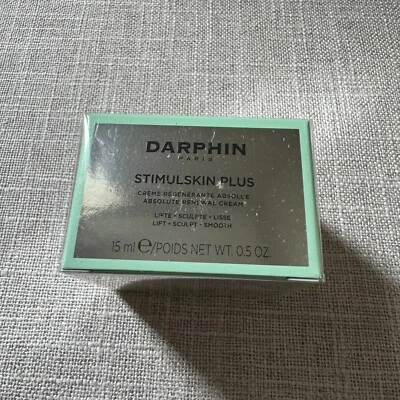 DARPHIN
PARIS
STIMULSKIN PLUS
CRÈME RÉGÉNÉRANTE ABSOLUE
ABSOLUTE RENEWAL CREAM
LIFTE • SCULPTE • LISSE
LIFT • SCULPT • SMOOTH
15 ml ℮/POIDS NET WT. 0.5 OZ.